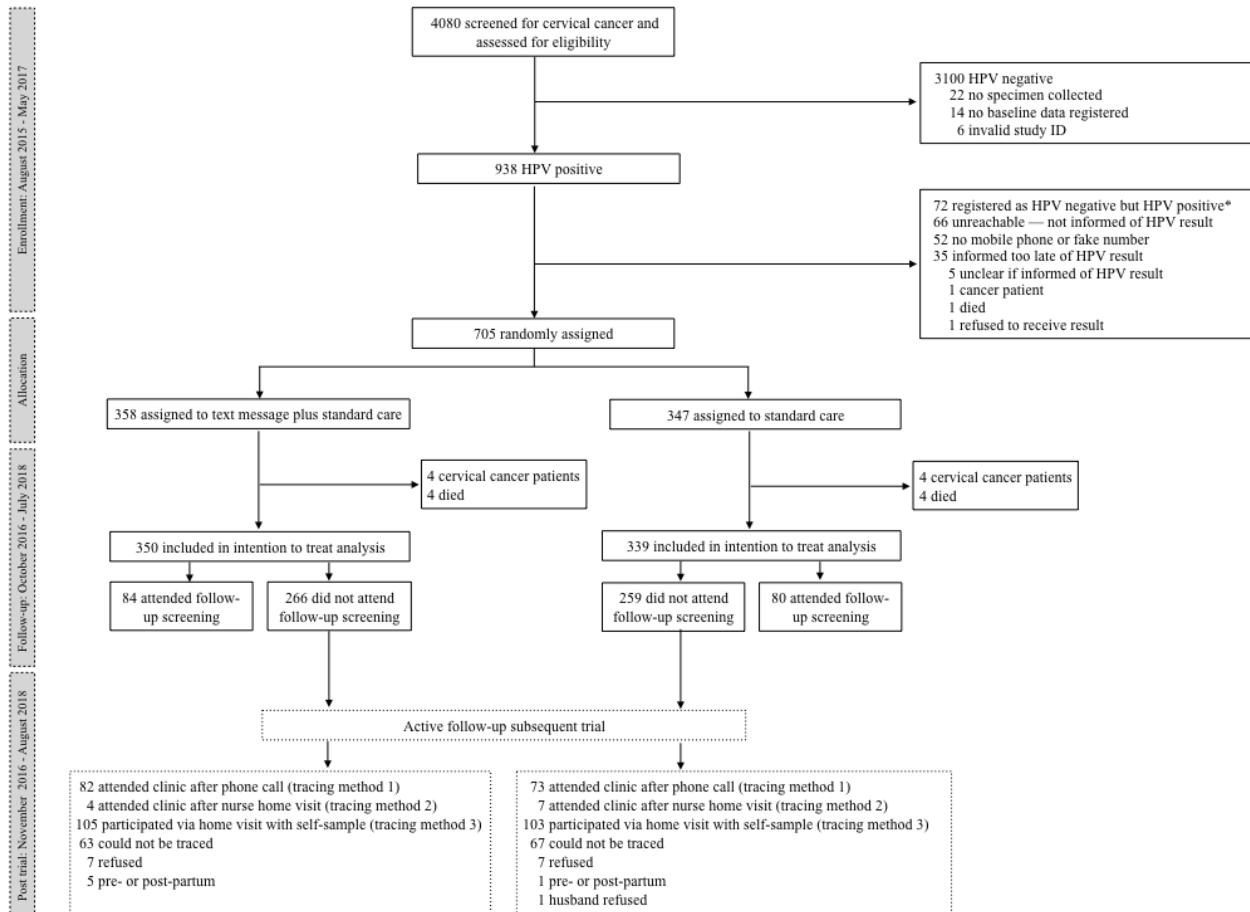 Enrollment: August 2015 - May 2017
4080 screened for cervical cancer and
assessed for eligibility
3100 HPV negative
22 no specimen collected
14 no baseline data registered
6 invalid study ID
938 HPV positive
72 registered as HPV negative but HPV positive*
66 unreachable — not informed of HPV result
52 no mobile phone or fake number
35 informed too late of HPV result
5 unclear if informed of HPV result
1 cancer patient
1 died
1 refused to receive result
Allocation
705 randomly assigned
358 assigned to text message plus standard care
347 assigned to standard care
Follow-up: October 2016 - July 2018
4 cervical cancer patients
4 died
4 cervical cancer patients
4 died
350 included in intention to treat analysis
339 included in intention to treat analysis
84 attended follow-
up screening
266 did not attend
follow-up screening
259 did not attend
follow-up screening
80 attended follow-
up screening
Post trial: November 2016 - August 2018
Active follow-up subsequent trial
82 attended clinic after phone call (tracing method 1)
4 attended clinic after nurse home visit (tracing method 2)
105 participated via home visit with self-sample (tracing method 3)
63 could not be traced
7 refused
5 pre- or post-partum
73 attended clinic after phone call (tracing method 1)
7 attended clinic after nurse home visit (tracing method 2)
103 participated via home visit with self-sample (tracing method 3)
67 could not be traced
7 refused
1 pre- or post-partum
1 husband refused